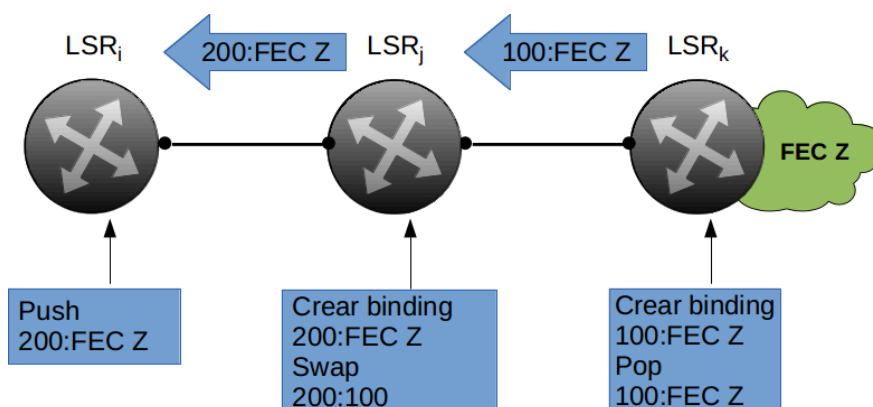 LSRi
200:FEC Z
LSRj
100:FEC Z
LSRk
FEC Z
Push
200:FEC Z
Crear binding
200:FEC Z
Swap
200:100
Crear binding
100:FEC Z
Pop
100:FEC Z